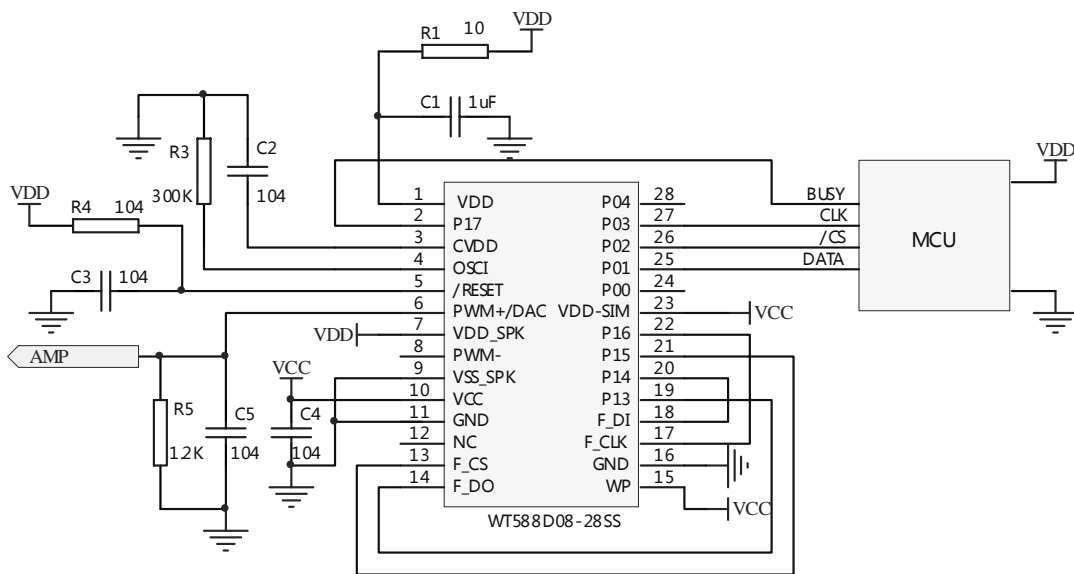 R1 10 VDD
C1 1uF
R3 300K
C2 104
VDD
R4 104
C3 104
AMP
R5 1.2K
C5 104
VDD
VCC
C4 104
1 VDD
2 P17
3 CVDD
4 OSCI
5 /RESET
6 PWM+/DAC
7 VDD_SPK
8 PWM-
9 VSS_SPK
10 VCC
11 GND
12 NC
13 F_CS
14 F_DO
P04 28
P03 27
P02 26
P01 25
P00 24
VDD-SIM 23
P16 22
P15 21
P14 20
P13 19
F_DI 18
F_CLK 17
GND 16
WP 15
VCC
VCC
WT588D08-28SS
BUSY
CLK
/CS
DATA
MCU
VDD